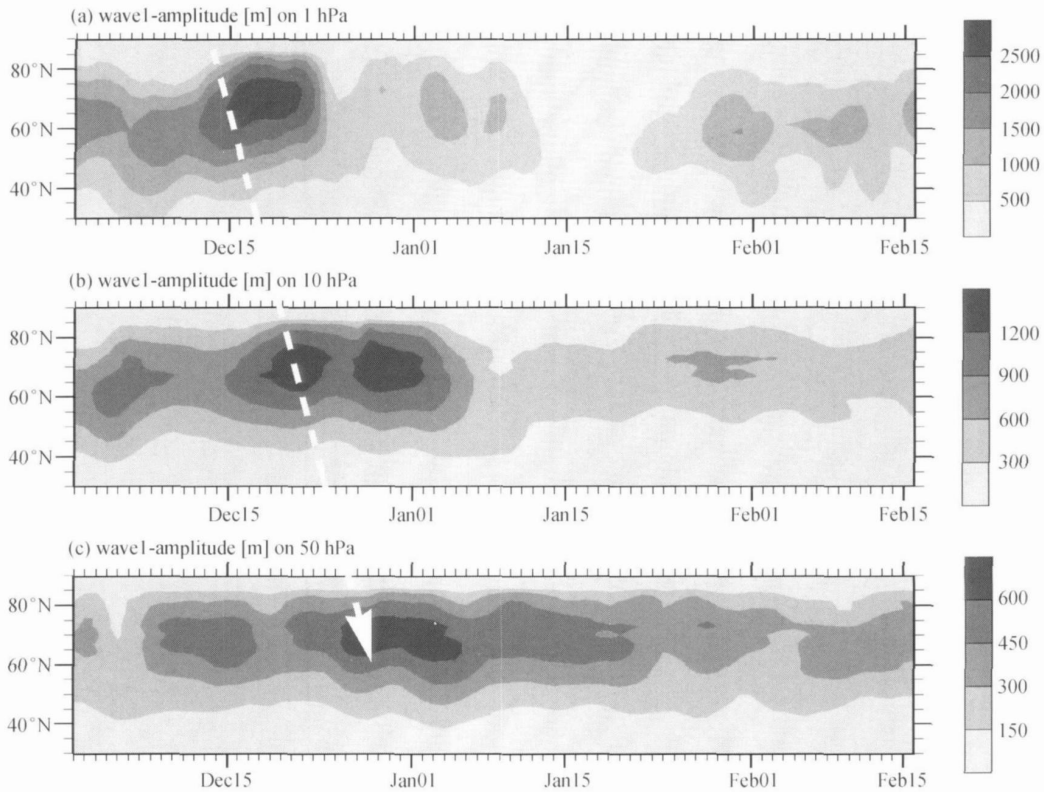 (a) wave1-amplitude [m] on 1 hPa
80°N
60°N
40°N
Dec15 Jan01 Jan15 Feb01 Feb15
2500
2000
1500
1000
500
(b) wave1-amplitude [m] on 10 hPa
80°N
60°N
40°N
Dec15 Jan01 Jan15 Feb01 Feb15
1200
900
600
300
(c) wave1-amplitude [m] on 50 hPa
80°N
60°N
40°N
Dec15 Jan01 Jan15 Feb01 Feb15
600
450
300
150